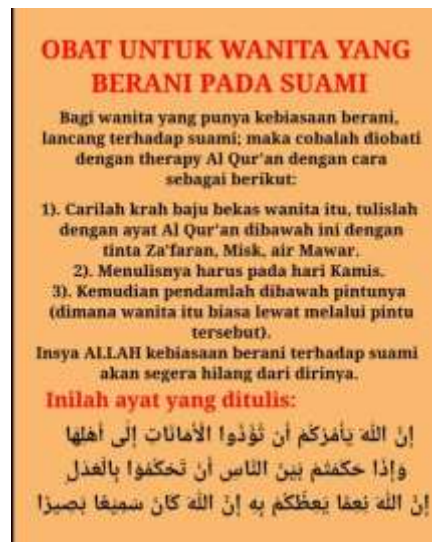 OBAT UNTUK WANITA YANG
BERANI PADA SUAMI
Bagi wanita yang punya kebiasaan berani,
lancang terhadap suami; maka cobalah diobati
dengan therapy Al Qur'an dengan cara
sebagai berikut:
1). Carilah krah baju bekas wanita itu, tulislah
dengan ayat Al Qur'an dibawah ini dengan
tinta Za'faran, Misk, air Mawar.
2). Menulisnya harus pada hari Kamis.
3). Kemudian pendamlah dibawah pintunya
(dimana wanita itu biasa lewat melalui pintu
tersebut).
Insya ALLAH kebiasaan berani terhadap suami
akan segera hilang dari dirinya.
Inilah ayat yang ditulis:
إِنَّ اللهَ يَأْمُرُكُمْ أَنْ تُؤَدُّوا الْأَمَانَاتِ إِلَى أَهْلِهَا
وَإِذَا حَكَمْتُمْ بَيْنَ النَّاسِ أَنْ تَحْكُمُوا بِالْعَدْلِ
إِنَّ اللهَ نِعِمَّا يَعِظُكُمْ بِهِ إِنَّ اللهَ كَانَ سَمِيعًا بَصِيرًا